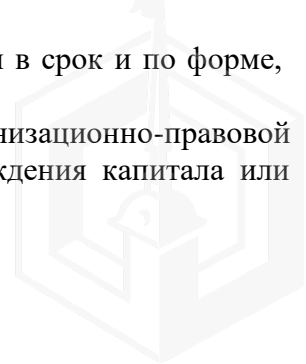 в срок и по форме,
низационно-правовой
ждения капитала или